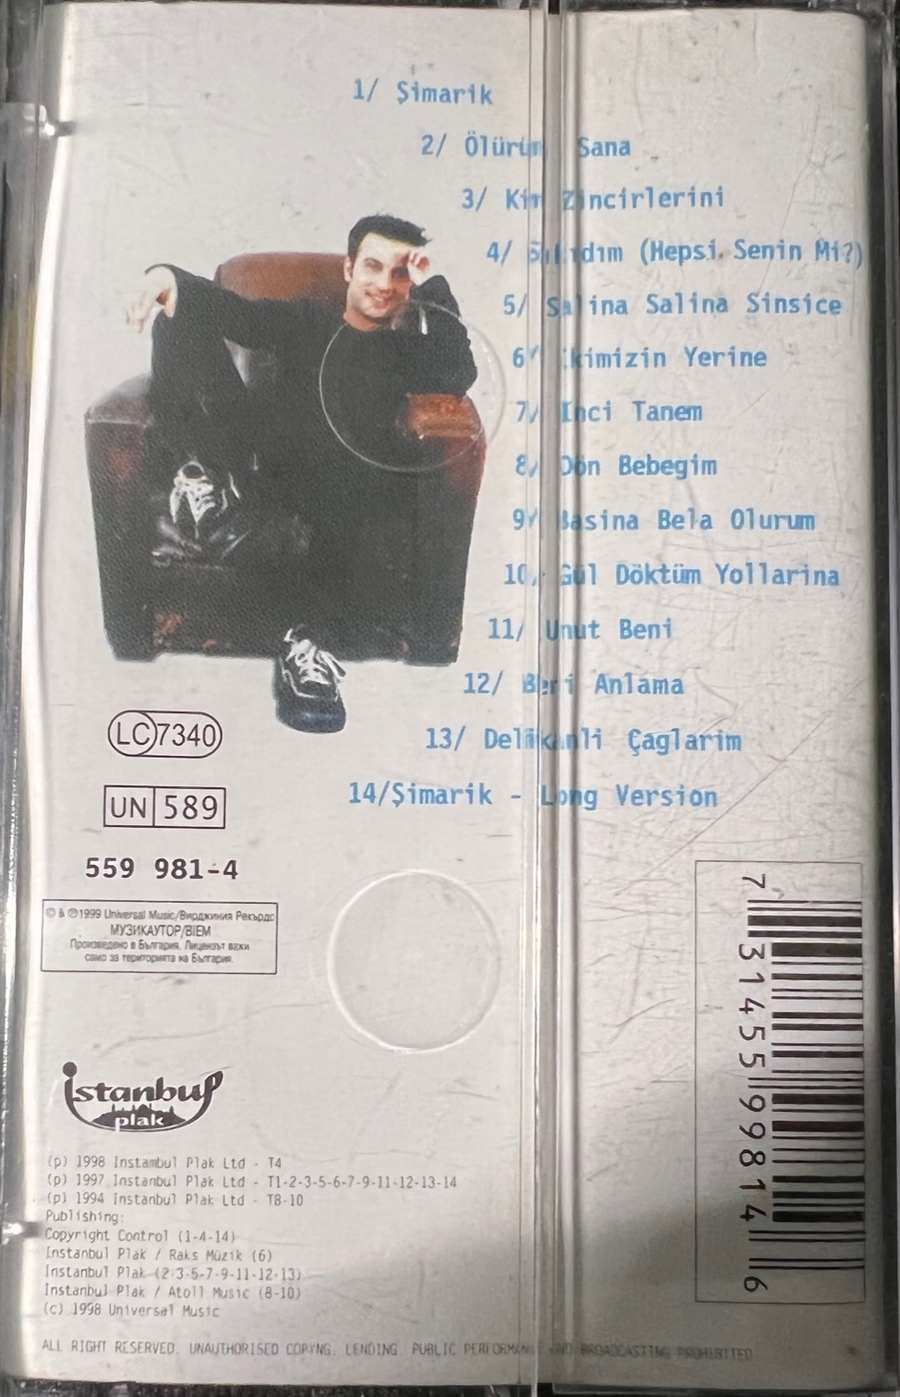 1/ Şimarik
2/ Ölürüm Sana
3/ Kir Zincirlerini
4/ Sıkıdım (Hepsi Senin Mi?)
5/ Salina Salina Sinsice
6/ Ikimizin Yerine
7/ Inci Tanem
8/ Dön Bebegim
9/ Basina Bela Olurum
10/ Gül Döktüm Yollarina
11/ Unut Beni
12/ Beni Anlama
13/ Delikanli Çaglarim
14/Şimarik - Long Version
LC 7340
UN 589
559 981-4
© & ℗1999 Universal Music/Вирджиния Рекърдс
МУЗИКАУТОР/BIEM
Произведено в България. Лицензът важи
само за територията на България.
istanbul
plak
(p) 1998 Instambul Plak Ltd - T4
(p) 1997 Instanbul Plak Ltd - T1-2-3-5-6-7-9-11-12-13-14
(p) 1994 Instanbul Plak Ltd - T8-10
Publishing:
Copyright Control (1-4-14)
Instanbul Plak / Raks Müzik (6)
Instanbul Plak (2-3-5-7-9-11-12-13)
Instanbul Plak / Atoll Music (8-10)
(c) 1998 Universal Music
ALL RIGHT RESERVED. UNAUTHORISED COPYNG. LENDING. PUBLIC PERFORMANCE AND BROADCASTING PROHIBITED
7 31455 99814 6